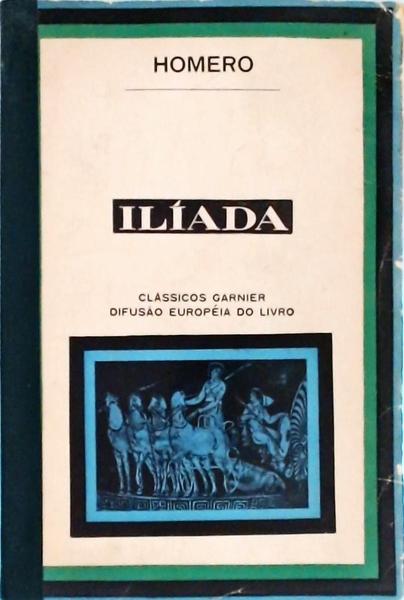 HOMERO
ILÍADA
CLÁSSICOS GARNIER
DIFUSÃO EUROPÉIA DO LIVRO